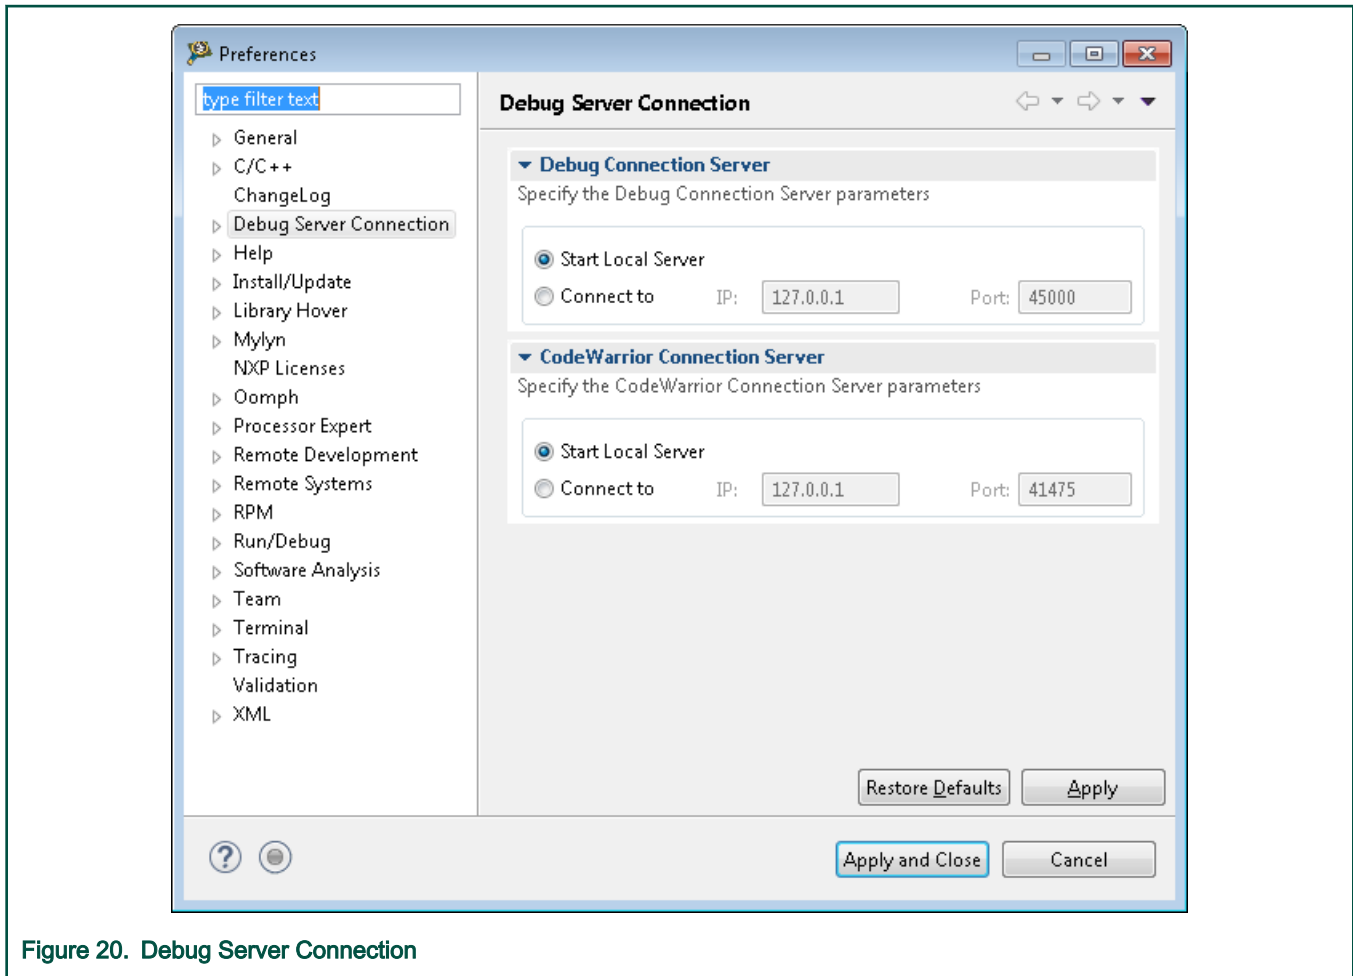 Preferences
type filter text
General
C/C++
ChangeLog
Debug Server Connection
Help
Install/Update
Library Hover
Mylyn
NXP Licenses
Oomph
Processor Expert
Remote Development
Remote Systems
RPM
Run/Debug
Software Analysis
Team
Terminal
Tracing
Validation
XML
Debug Server Connection
Debug Connection Server
Specify the Debug Connection Server parameters
Start Local Server
Connect to IP: 127.0.0.1 Port: 45000
CodeWarrior Connection Server
Specify the CodeWarrior Connection Server parameters
Start Local Server
Connect to IP: 127.0.0.1 Port: 41475
Restore Defaults Apply
? Apply and Close Cancel
Figure 20. Debug Server Connection